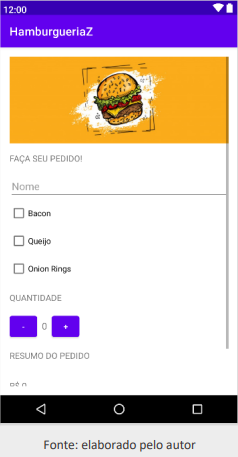 12:00
HamburgueriaZ
FAÇA SEU PEDIDO!
Nome
Bacon
Queijo
Onion Rings
QUANTIDADE
- 0 +
RESUMO DO PEDIDO
R$ 0
Fonte: elaborado pelo autor